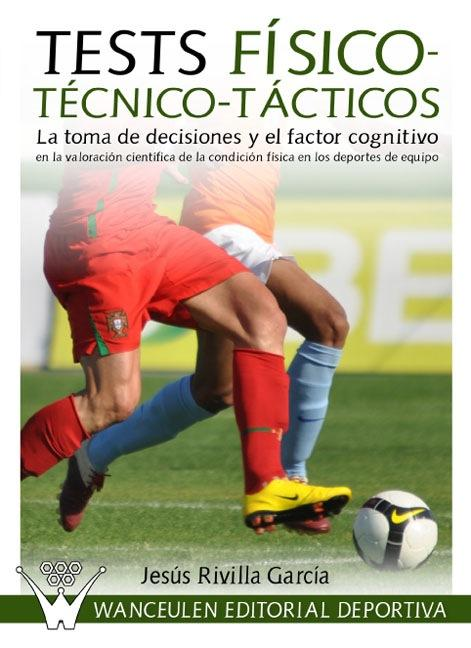 TESTS FÍSICO-
TÉCNICO-TÁCTICOS
La toma de decisiones y el factor cognitivo
en la valoración científica de la condición física en los deportes de equipo
BE
Jesús Rivilla García
W WANCEULEN EDITORIAL DEPORTIVA